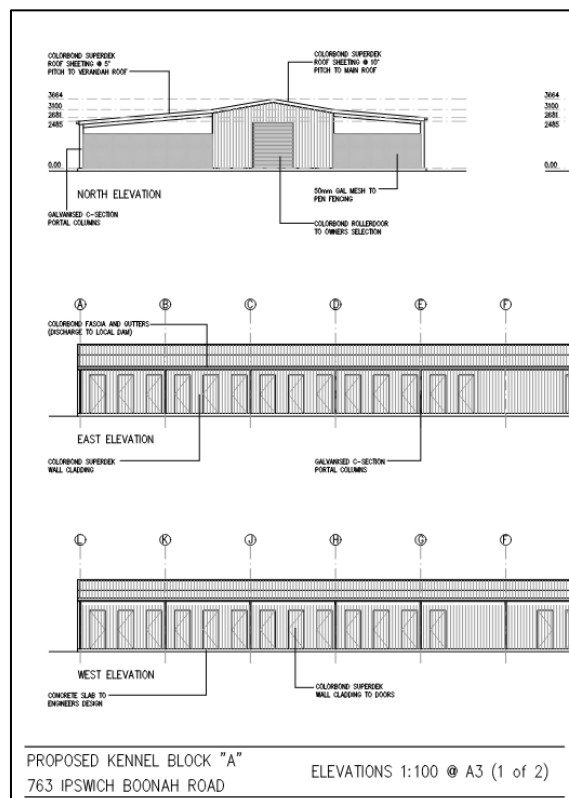 COLORBOND SUPERDEK
ROOF SHEETING @ 5°
PITCH TO VERANDAH ROOF
COLORBOND SUPERDEK
ROOF SHEETING @ 10°
PITCH TO MAIN ROOF
3664
3100
2681
2485
0.00
3664
3100
2681
2485
0.00
NORTH ELEVATION
GALVANISED C-SECTION
PORTAL COLUMNS
50mm GAL MESH TO
PEN FENCING
COLORBOND ROLLERDOOR
TO OWNERS SELECTION
A B C D E F
COLORBOND FASCIA AND GUTTERS
(DISCHARGE TO LOCAL DAM)
EAST ELEVATION
COLORBOND SUPERDEK
WALL CLADDING
GALVANISED C-SECTION
PORTAL COLUMNS
L K J H G F
WEST ELEVATION
CONCRETE SLAB TO
ENGINEERS DESIGN
COLORBOND SUPERDEK
WALL CLADDING TO DOORS
PROPOSED KENNEL BLOCK "A"
763 IPSWICH BOONAH ROAD
ELEVATIONS 1:100 @ A3 (1 of 2)